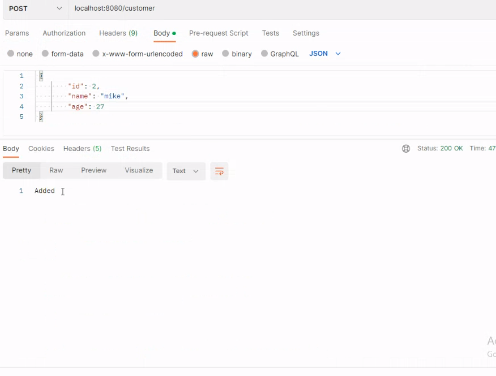 POST localhost:8080/customer
Params Authorization Headers (9) Body Pre-request Script Tests Settings
none form-data x-www-form-urlencoded raw binary GraphQL JSON
1 {
2 "id": 2,
3 "name": "mike",
4 "age": 27
5 }
Body Cookies Headers (5) Test Results Status: 200 OK Time: 47
Pretty Raw Preview Visualize Text
1 Added